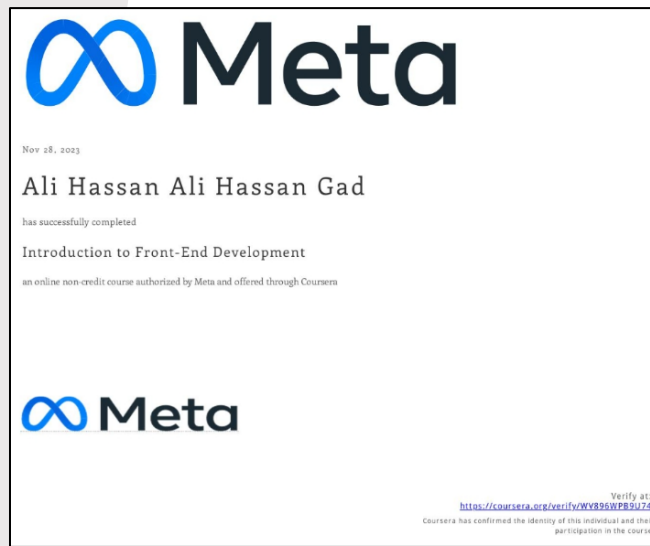 Meta
Nov 28, 2023
Ali Hassan Ali Hassan Gad
has successfully completed
Introduction to Front-End Development
an online non-credit course authorized by Meta and offered through Coursera
Meta
Verify at:
https://coursera.org/verify/WV896WPB9U74
Coursera has confirmed the identity of this individual and their
participation in the course